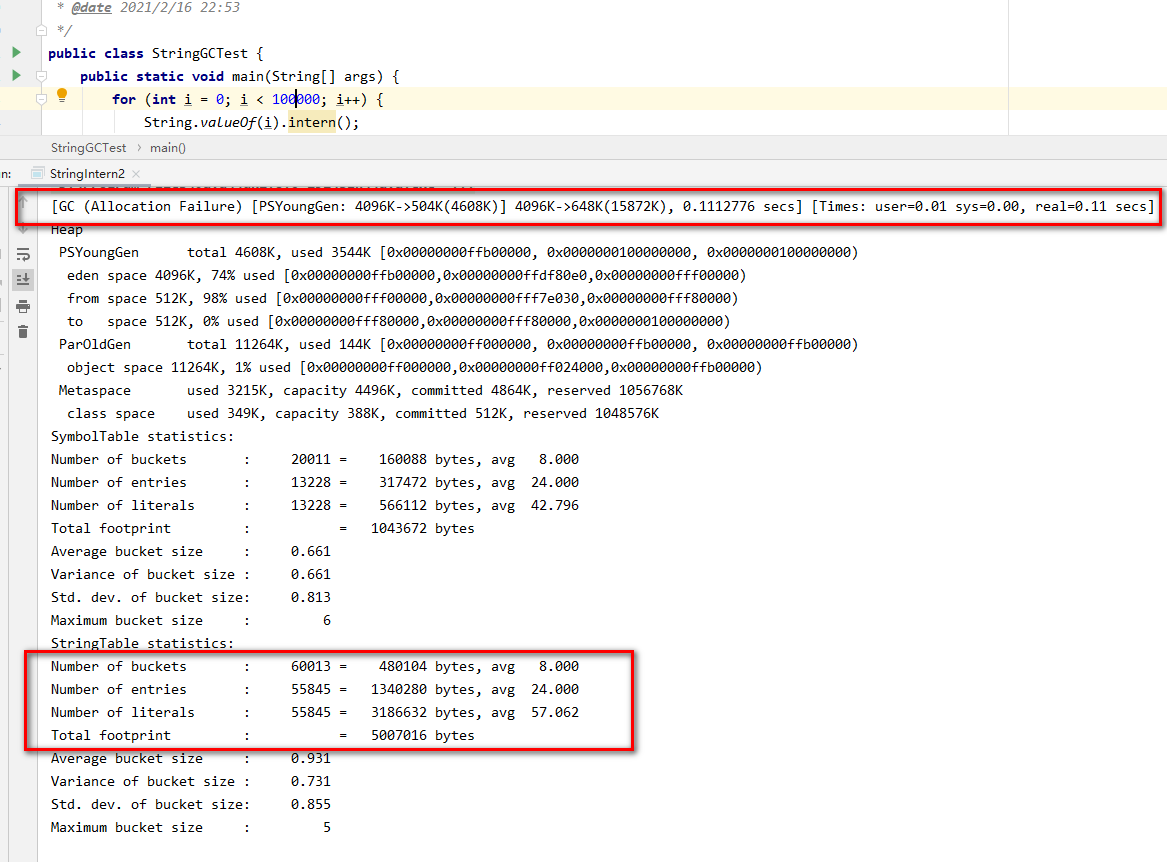 * @date 2021/2/16 22:53
*/
public class StringGCTest {
public static void main(String[] args) {
for (int i = 0; i < 100000; i++) {
String.valueOf(i).intern();
StringGCTest › main()
n: StringIntern2 ×
[GC (Allocation Failure) [PSYoungGen: 4096K->504K(4608K)] 4096K->648K(15872K), 0.1112776 secs] [Times: user=0.01 sys=0.00, real=0.11 secs]
Heap
PSYoungGen      total 4608K, used 3544K [0x00000000ffb00000, 0x0000000100000000, 0x0000000100000000)
eden space 4096K, 74% used [0x00000000ffb00000,0x00000000ffdf80e0,0x00000000fff00000)
from space 512K, 98% used [0x00000000fff00000,0x00000000fff7e030,0x00000000fff80000)
to   space 512K, 0% used [0x00000000fff80000,0x00000000fff80000,0x0000000100000000)
ParOldGen       total 11264K, used 144K [0x00000000ff000000, 0x00000000ffb00000, 0x00000000ffb00000)
object space 11264K, 1% used [0x00000000ff000000,0x00000000ff024000,0x00000000ffb00000)
Metaspace       used 3215K, capacity 4496K, committed 4864K, reserved 1056768K
class space    used 349K, capacity 388K, committed 512K, reserved 1048576K
SymbolTable statistics:
Number of buckets       :     20011 =    160088 bytes, avg   8.000
Number of entries       :     13228 =    317472 bytes, avg  24.000
Number of literals      :     13228 =    566112 bytes, avg  42.796
Total footprint         :           =   1043672 bytes
Average bucket size     :     0.661
Variance of bucket size :     0.661
Std. dev. of bucket size:     0.813
Maximum bucket size     :         6
StringTable statistics:
Number of buckets       :     60013 =    480104 bytes, avg   8.000
Number of entries       :     55845 =   1340280 bytes, avg  24.000
Number of literals      :     55845 =   3186632 bytes, avg  57.062
Total footprint         :           =   5007016 bytes
Average bucket size     :     0.931
Variance of bucket size :     0.731
Std. dev. of bucket size:     0.855
Maximum bucket size     :         5